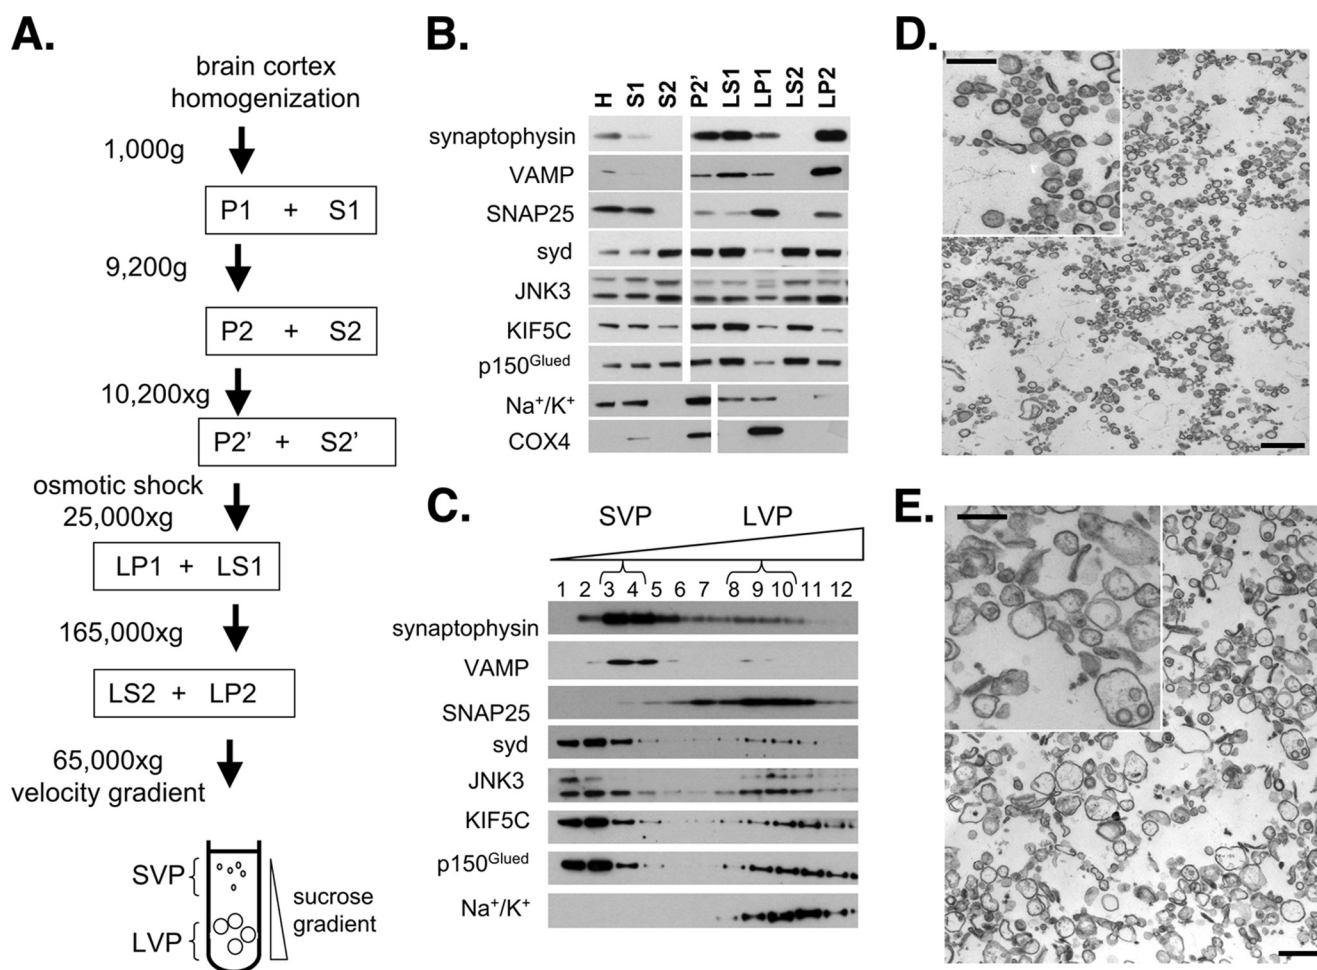 A.
brain cortex
homogenization
1,000g
P1 + S1
9,200g
P2 + S2
10,200xg
P2’ + S2’
osmotic shock
25,000xg
LP1 + LS1
165,000xg
LS2 + LP2
65,000xg
velocity gradient
SVP
LVP
sucrose
gradient
B.
H S1 S2 P2’ LS1 LP1 LS2 LP2
synaptophysin
VAMP
SNAP25
syd
JNK3
KIF5C
p150Glued
Na+/K+
COX4
C.
SVP LVP
1 2 3 4 5 6 7 8 9 10 11 12
synaptophysin
VAMP
SNAP25
syd
JNK3
KIF5C
p150Glued
Na+/K+
D.
E.